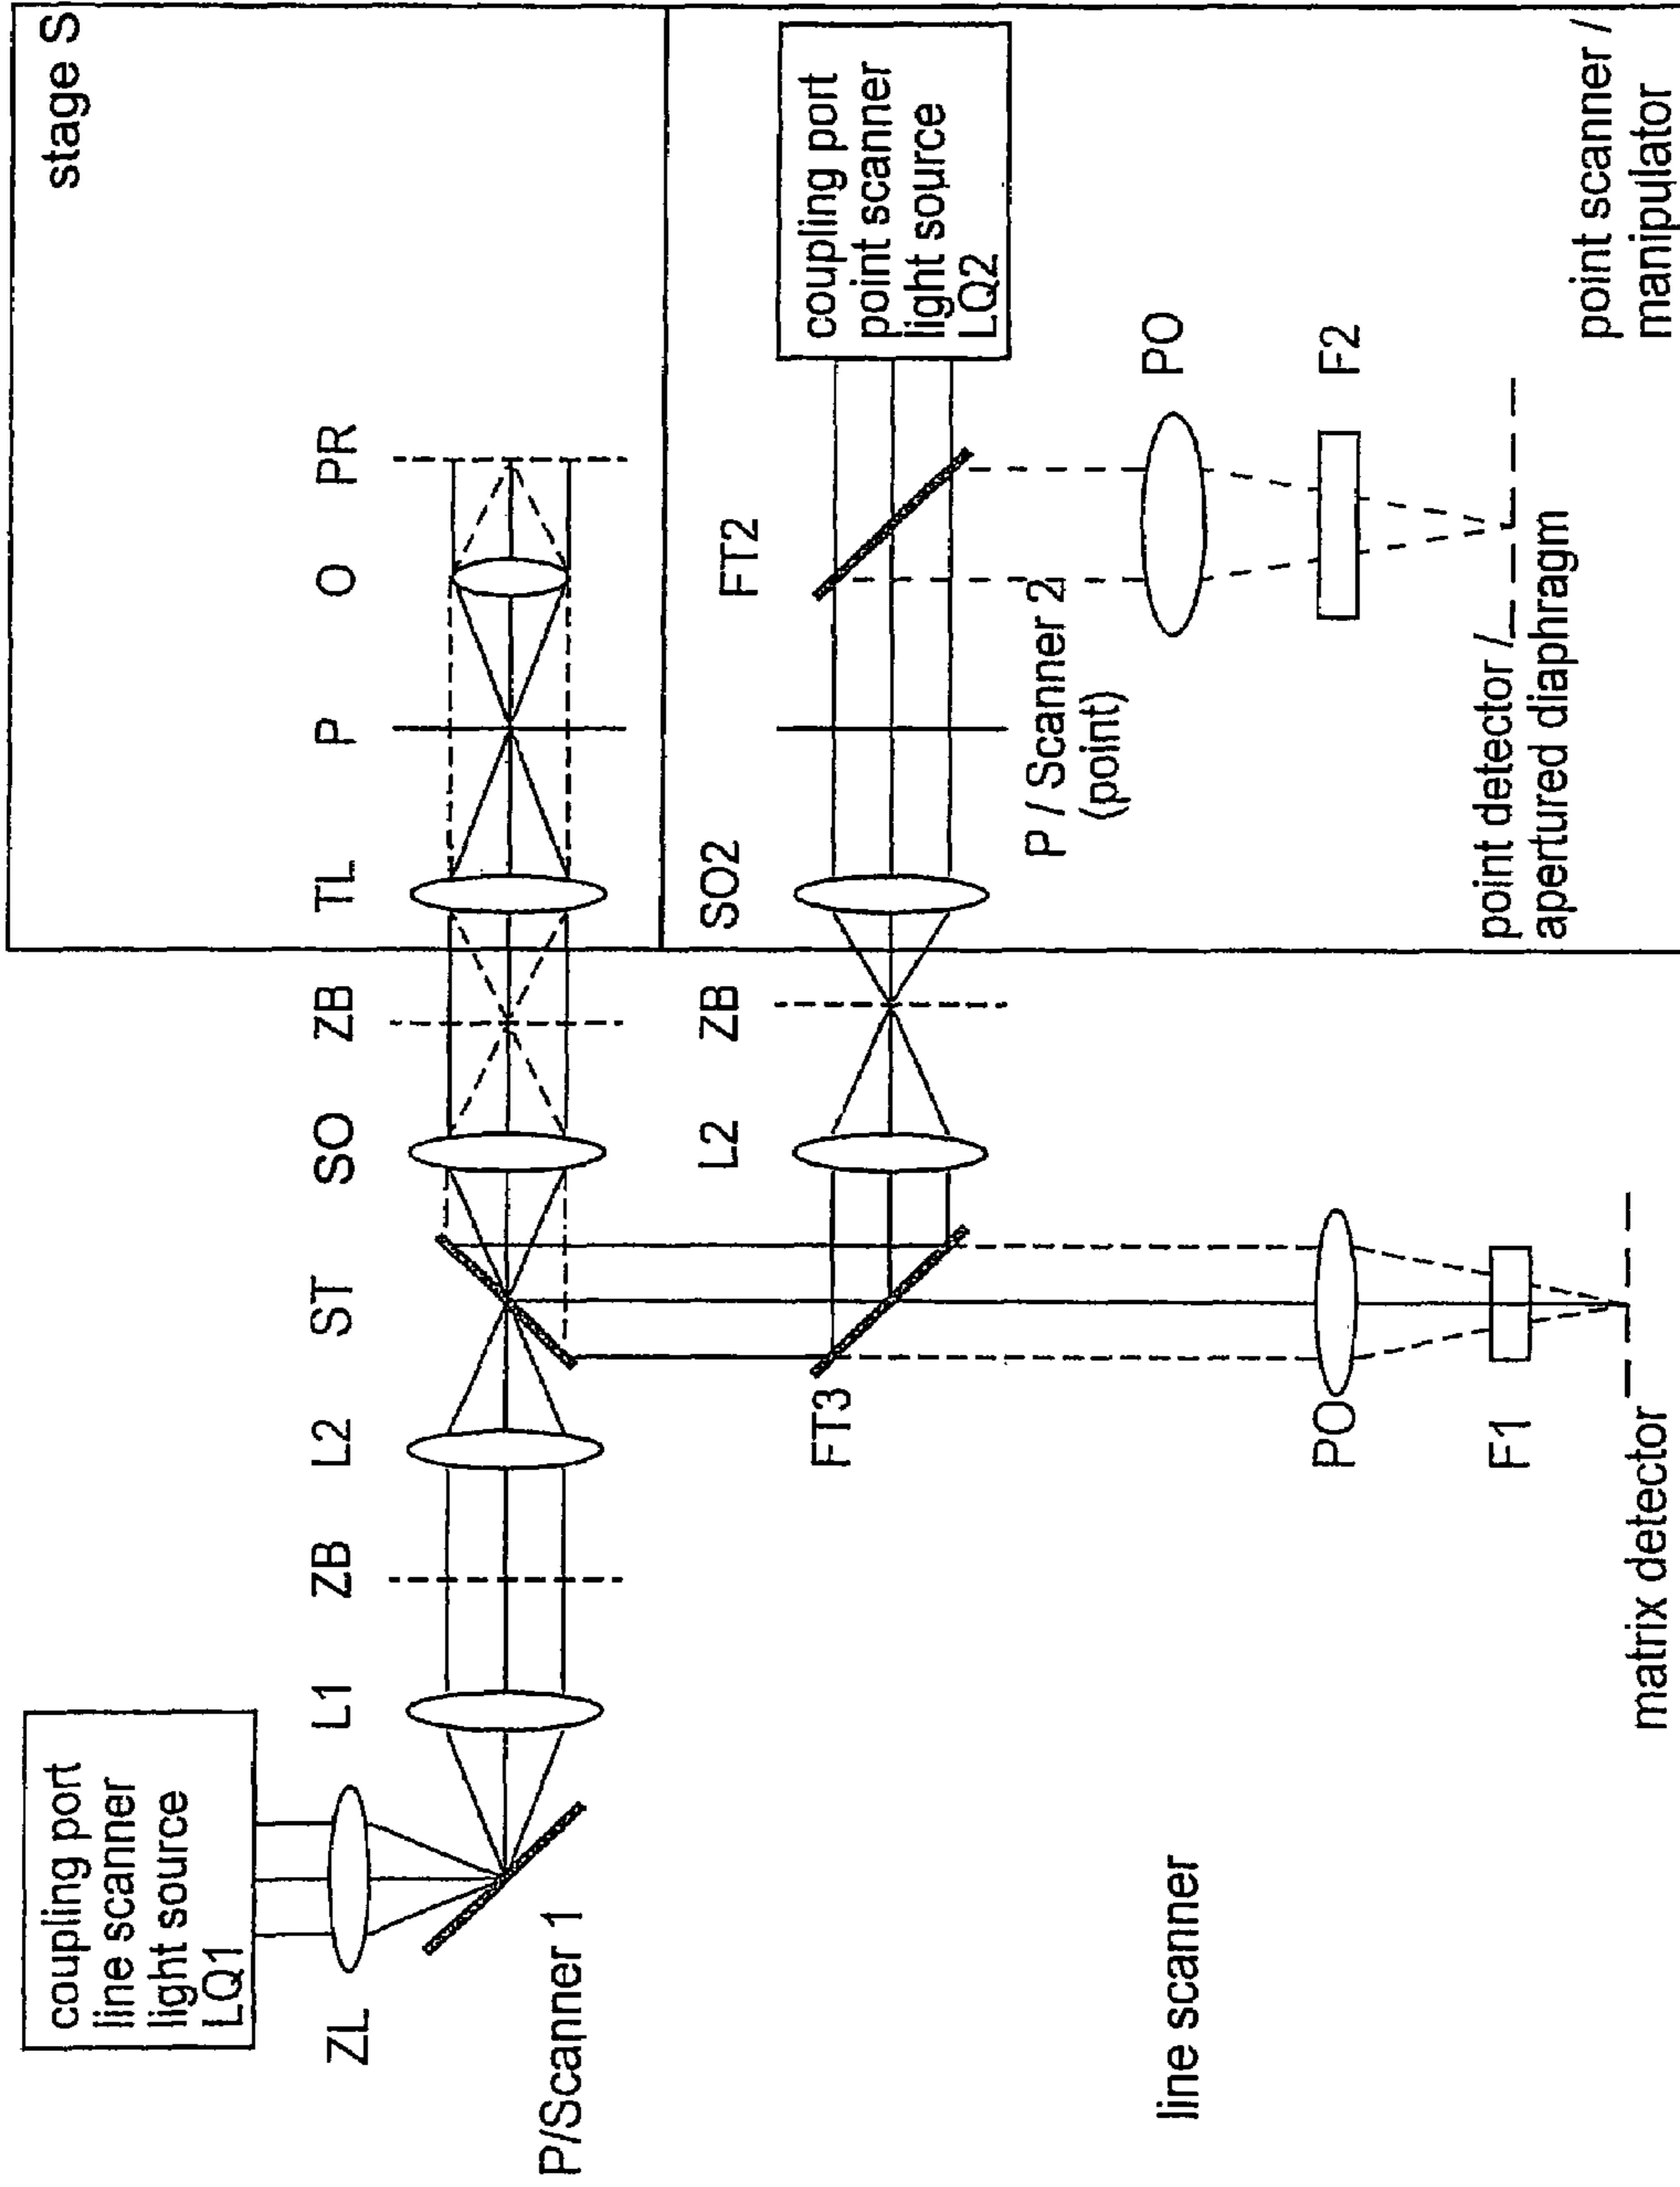 coupling port
line scanner
light source
LQ1
ZL
P/Scanner 1
L1
ZB
L2
ST
SO
ZB
TL
P
O
PR
stage S
FT3
L2
ZB
SO2
FT2
coupling port
point scanner
light source
LQ2
P / Scanner 2
(point)
PO
F2
point detector /
apertured diaphragm
point scanner /
manipulator
PO
F1
matrix detector
line scanner